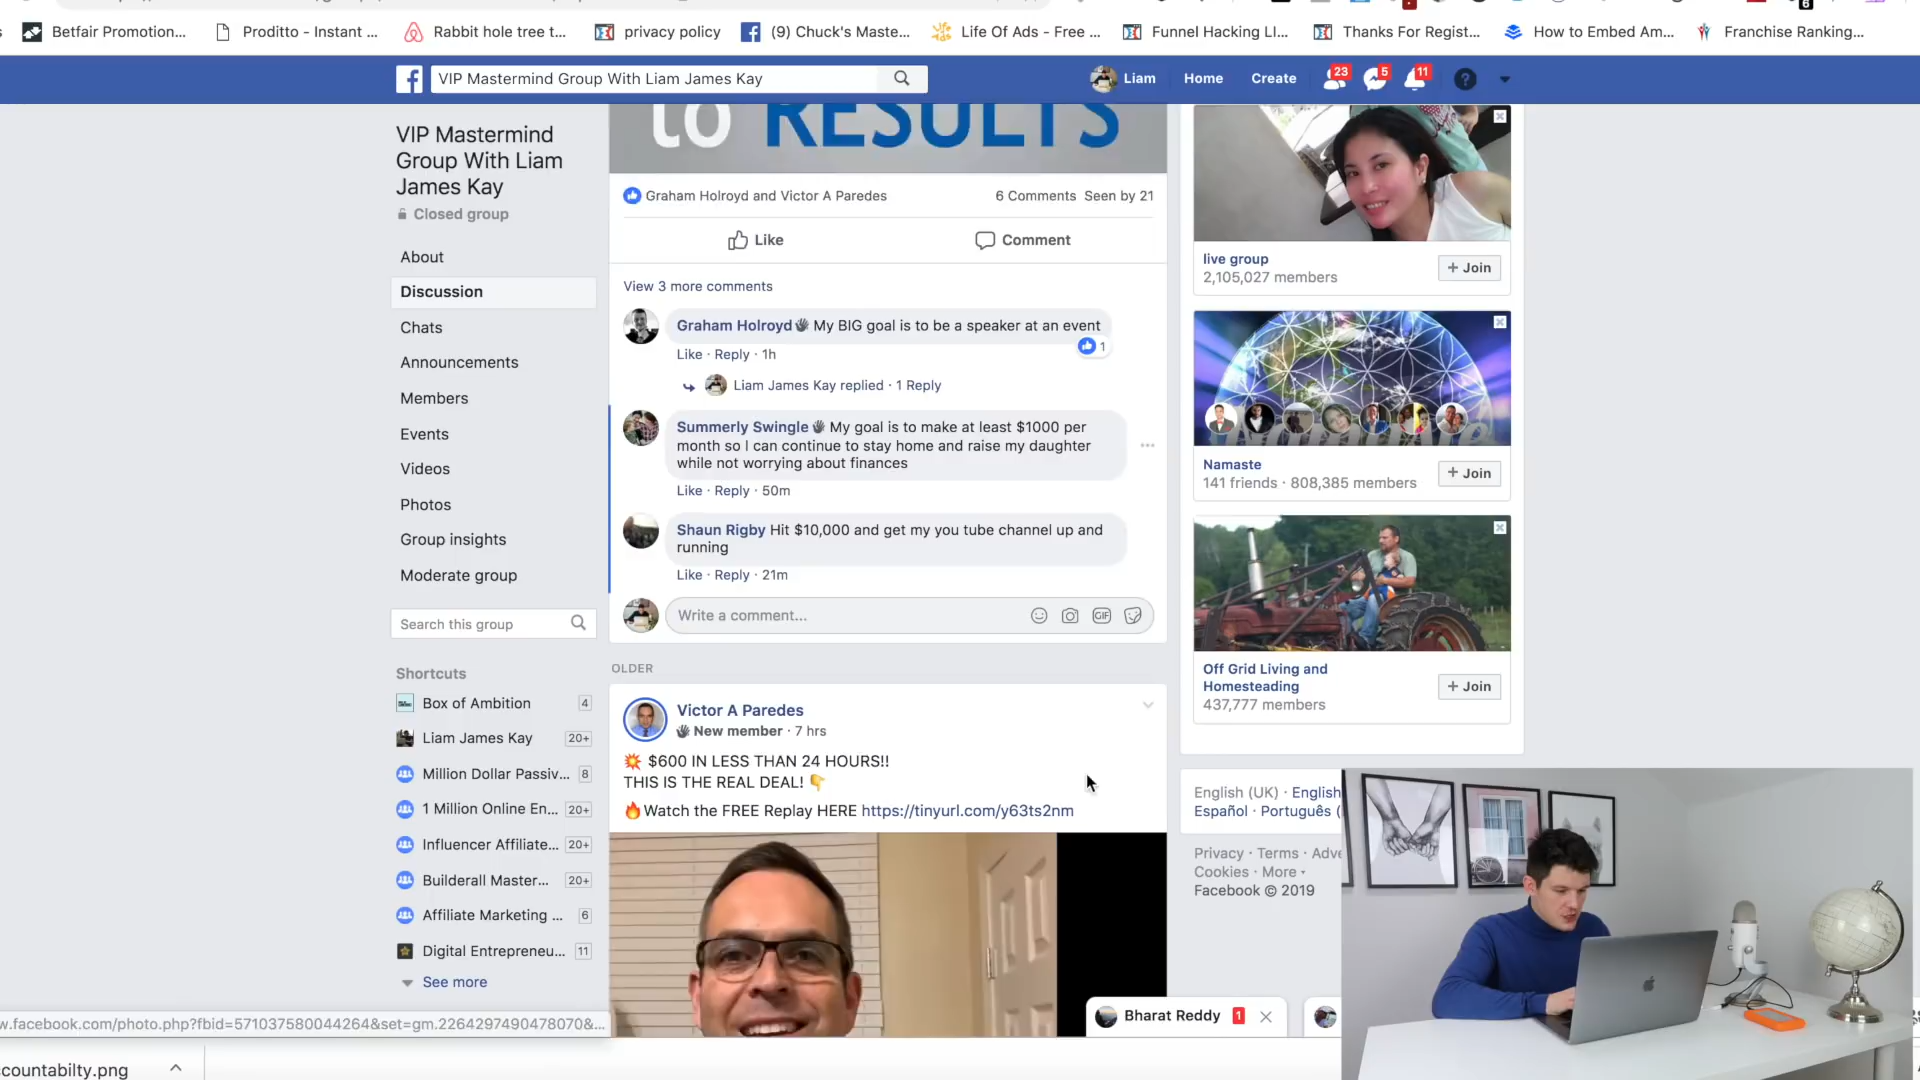 Betfair Promotion...
Proditto - Instant ...
Rabbit hole tree t...
privacy policy
(9) Chuck's Maste...
Life Of Ads - Free ...
Funnel Hacking LI...
Thanks For Regist...
How to Embed Am...
Franchise Ranking...
VIP Mastermind Group With Liam James Kay
Liam
Home
Create
23
5
11
VIP Mastermind
Group With Liam
James Kay
Closed group
About
Discussion
Chats
Announcements
Members
Events
Videos
Photos
Group insights
Moderate group
Search this group
Shortcuts
Box of Ambition 4
Liam James Kay 20+
Million Dollar Passiv... 8
1 Million Online En... 20+
Influencer Affiliate... 20+
Builderall Master... 20+
Affiliate Marketing ... 6
Digital Entrepreneu... 11
See more
to RESULTS
Graham Holroyd and Victor A Paredes 6 Comments Seen by 21
Like Comment
View 3 more comments
Graham Holroyd 👋 My BIG goal is to be a speaker at an event
1
Like · Reply · 1h
Liam James Kay replied · 1 Reply
Summerly Swingle 👋 My goal is to make at least $1000 per
month so I can continue to stay home and raise my daughter
while not worrying about finances
Like · Reply · 50m
Shaun Rigby Hit $10,000 and get my you tube channel up and
running
Like · Reply · 21m
Write a comment...
GIF
OLDER
Victor A Paredes
👋 New member · 7 hrs
💥 $600 IN LESS THAN 24 HOURS!!
THIS IS THE REAL DEAL! 👇
🔥Watch the FREE Replay HERE https://tinyurl.com/y63ts2nm
live group
2,105,027 members
+ Join
Namaste
141 friends · 808,385 members
+ Join
Off Grid Living and
Homesteading
437,777 members
+ Join
English (UK) · English
Español · Português (
Privacy · Terms · Adve
Cookies · More
Facebook © 2019
Bharat Reddy 1
w.facebook.com/photo.php?fbid=571037580044264&set=gm.2264297490478070&...
countabilty.png